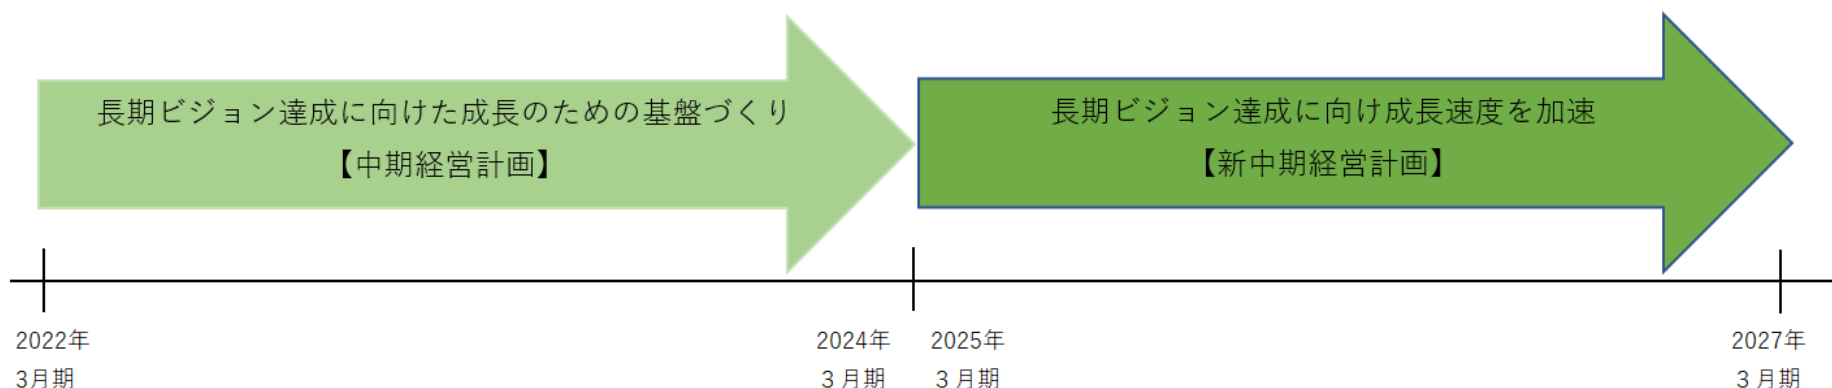 長期ビジョン達成に向けた成長のための基盤づくり
【中期経営計画】
長期ビジョン達成に向け成長速度を加速
【新中期経営計画】
2022年
3月期
2024年
３月期
2025年
３月期
2027年
３月期